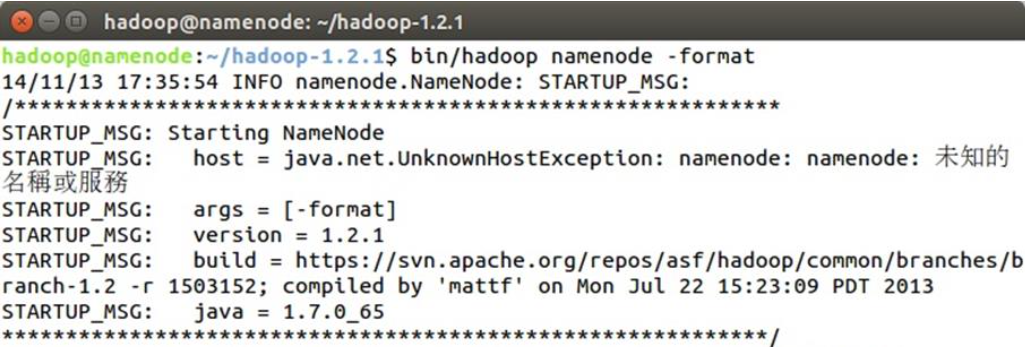 hadoop@namenode: ~/hadoop-1.2.1
hadoop@namenode:~/hadoop-1.2.1$ bin/hadoop namenode -format
14/11/13 17:35:54 INFO namenode.NameNode: STARTUP_MSG:
/************************************************************
STARTUP_MSG: Starting NameNode
STARTUP_MSG:   host = java.net.UnknownHostException: namenode: namenode: 未知的
名稱或服務
STARTUP_MSG:   args = [-format]
STARTUP_MSG:   version = 1.2.1
STARTUP_MSG:   build = https://svn.apache.org/repos/asf/hadoop/common/branches/b
ranch-1.2 -r 1503152; compiled by 'mattf' on Mon Jul 22 15:23:09 PDT 2013
STARTUP_MSG:   java = 1.7.0_65
************************************************************/